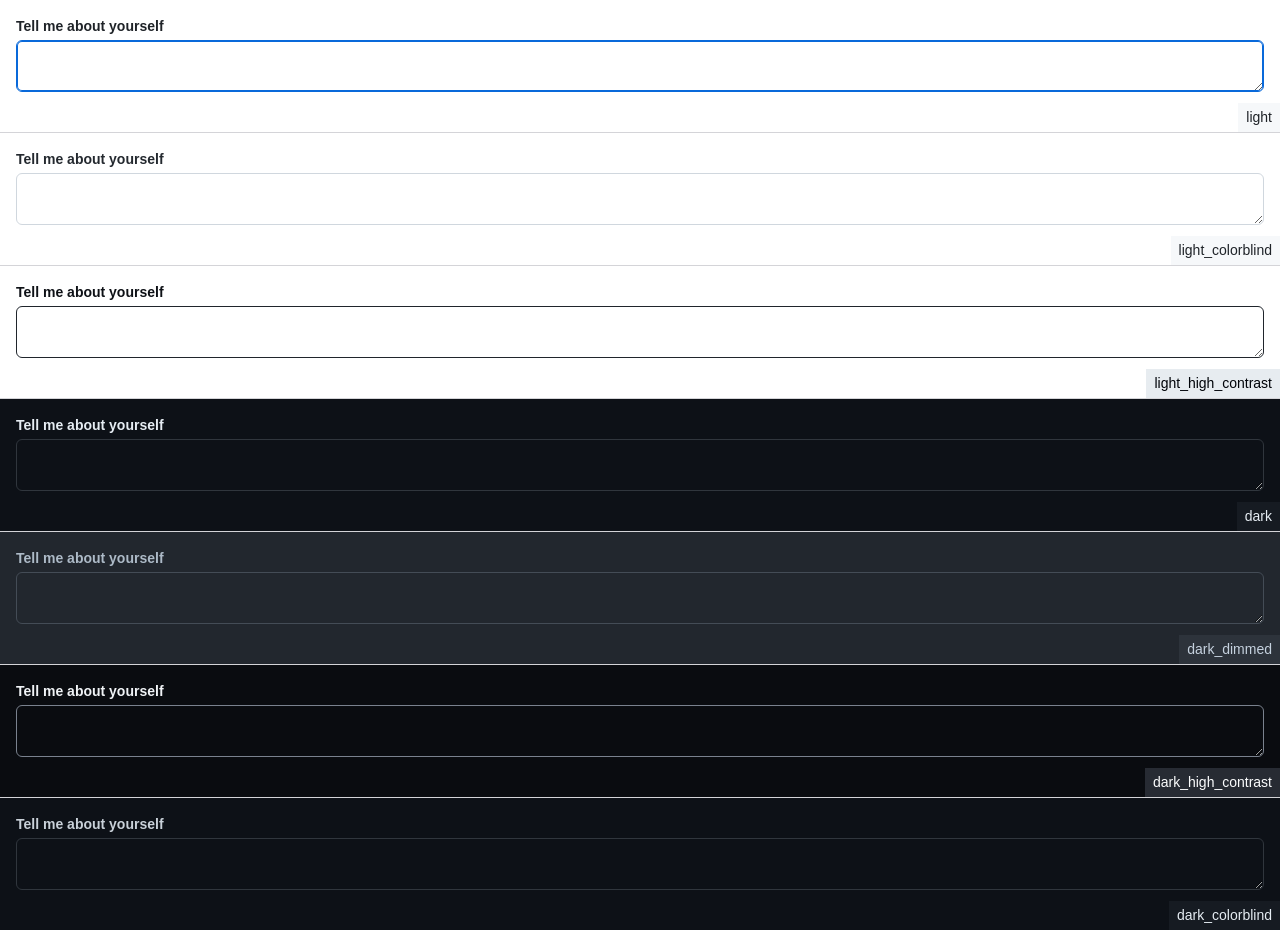 Tell me about yourself
light
Tell me about yourself
light_colorblind
Tell me about yourself
light_high_contrast
Tell me about yourself
dark
Tell me about yourself
dark_dimmed
Tell me about yourself
dark_high_contrast
Tell me about yourself
dark_colorblind